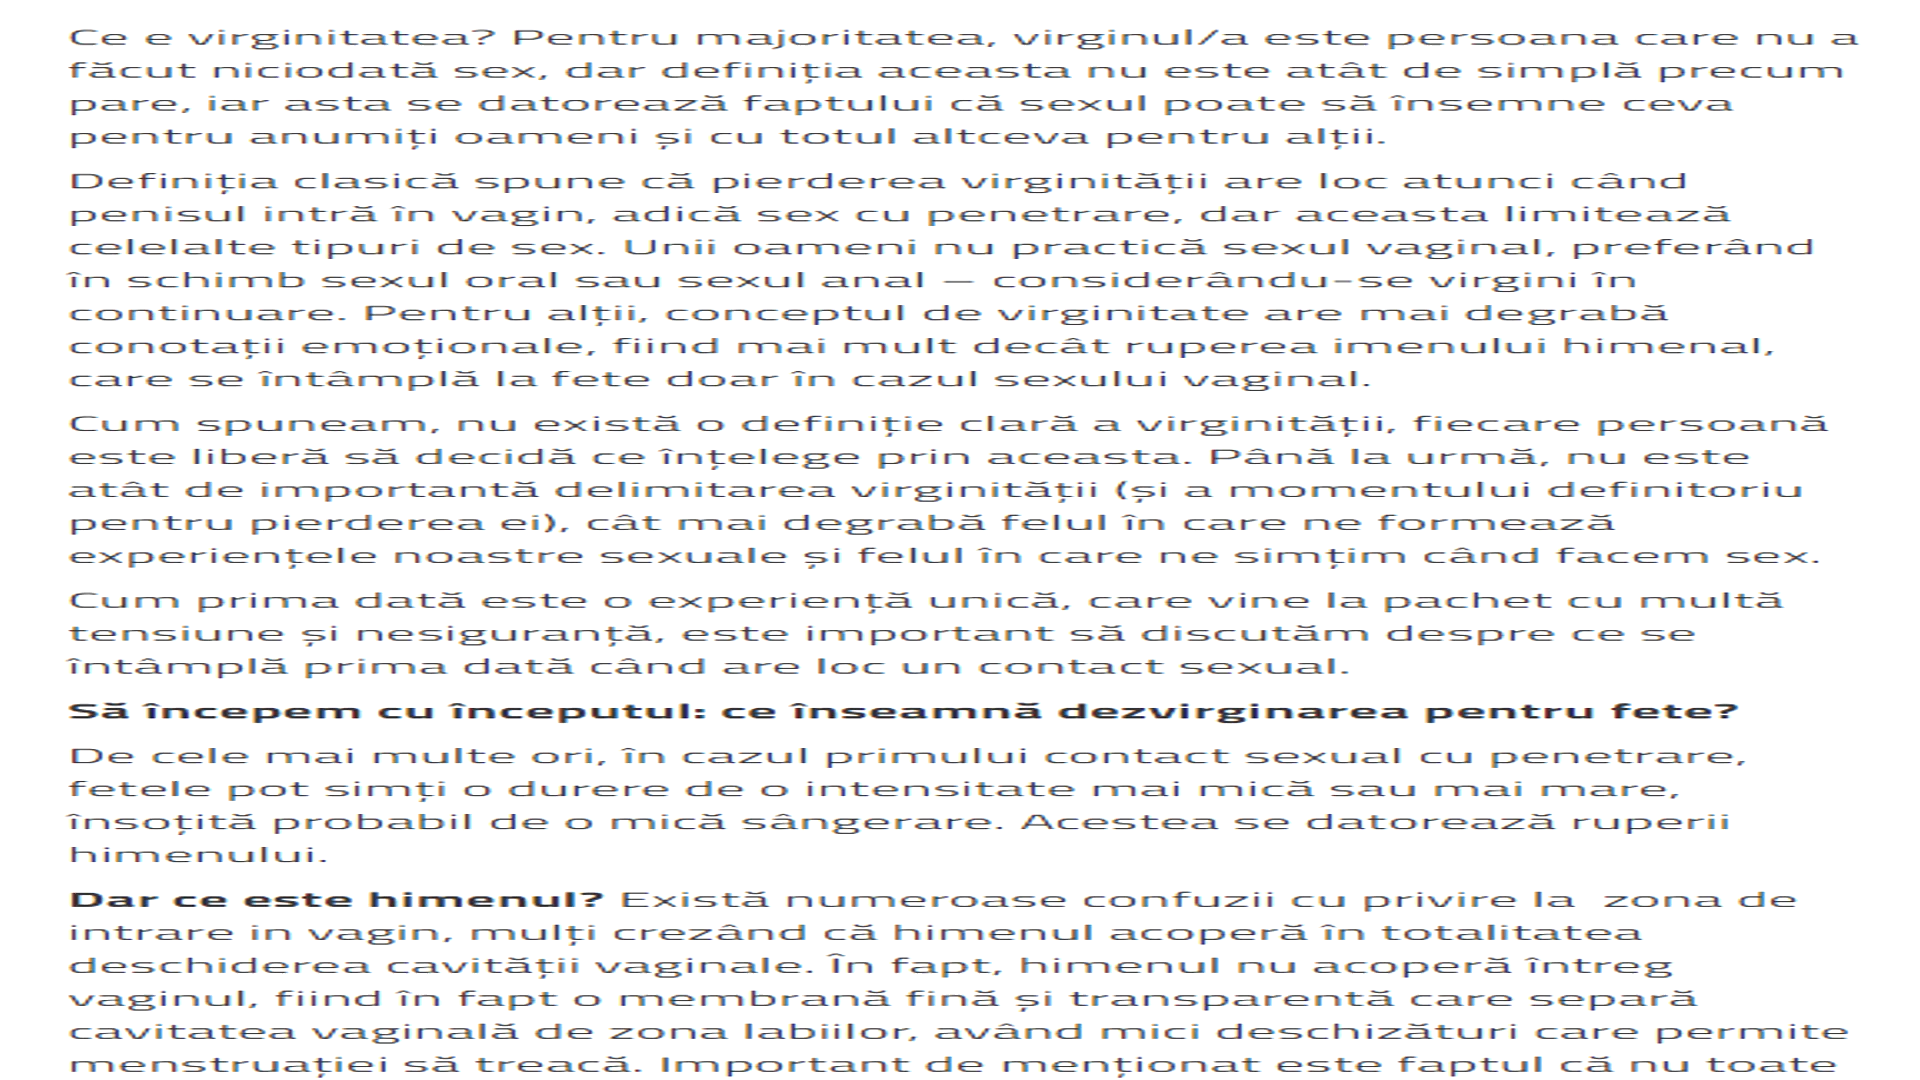 Ce e virginitatea? Pentru majoritatea, virginul/a este persoana care nu a
făcut niciodată sex, dar definiția aceasta nu este atât de simplă precum
pare, iar asta se datorează faptului că sexul poate să însemne ceva
pentru anumiți oameni și cu totul altceva pentru alții.
Definiția clasică spune că pierderea virginității are loc atunci când
penisul intră în vagin, adică sex cu penetrare, dar aceasta limitează
celelalte tipuri de sex. Unii oameni nu practică sexul vaginal, preferând
în schimb sexul oral sau sexul anal – considerându-se virgini în
continuare. Pentru alții, conceptul de virginitate are mai degrabă
conotații emoționale, fiind mai mult decât ruperea imenului himenal,
care se întâmplă la fete doar în cazul sexului vaginal.
Cum spuneam, nu există o definiție clară a virginității, fiecare persoană
este liberă să decidă ce înțelege prin aceasta. Până la urmă, nu este
atât de importantă delimitarea virginității (și a momentului definitoriu
pentru pierderea ei), cât mai degrabă felul în care ne formează
experiențele noastre sexuale și felul în care ne simțim când facem sex.
Cum prima dată este o experiență unică, care vine la pachet cu multă
tensiune și nesiguranță, este important să discutăm despre ce se
întâmplă prima dată când are loc un contact sexual.
Să începem cu începutul: ce înseamnă dezvirginarea pentru fete?
De cele mai multe ori, în cazul primului contact sexual cu penetrare,
fetele pot simți o durere de o intensitate mai mică sau mai mare,
însoțită probabil de o mică sângerare. Acestea se datorează ruperii
himenului.
Dar ce este himenul? Există numeroase confuzii cu privire la  zona de
intrare in vagin, mulți crezând că himenul acoperă în totalitatea
deschiderea cavității vaginale. În fapt, himenul nu acoperă întreg
vaginul, fiind în fapt o membrană fină și transparentă care separă
cavitatea vaginală de zona labiilor, având mici deschizături care permite
menstruației să treacă. Important de menționat este faptul că nu toate